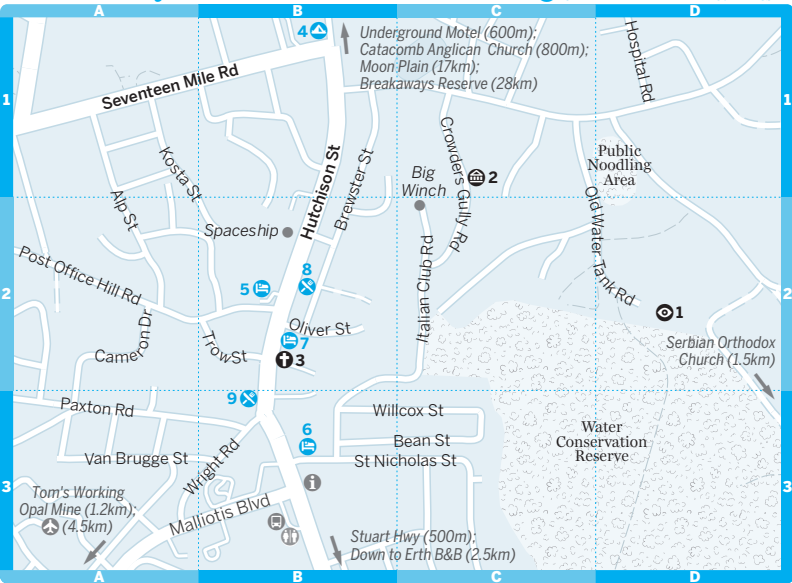 A B C D
4
Underground Motel (600m);
Catacomb Anglican Church (800m);
Moon Plain (17km);
Breakaways Reserve (28km)
Hospital Rd
1
1
Seventeen Mile Rd
Kosta St
Alp St
Hutchison St
Brewster St
Crowders Gully Rd
Big
Winch
2
Public
Noodling
Area
Old Water Tank Rd
Spaceship
Italian Club Rd
Post Office Hill Rd
2
2
5
8
1
Cameron Dr
Trow St
Oliver St
7
3
Serbian Orthodox
Church (1.5km)
9
Paxton Rd
Willcox St
6
Bean St
Water
Conservation
Reserve
Van Brugge St
St Nicholas St
Wright Rd
3
3
Tom's Working
Opal Mine (1.2km);
(4.5km)
i
Malliotis Blvd
Stuart Hwy (500m);
Down to Erth B&B (2.5km)
A B C D